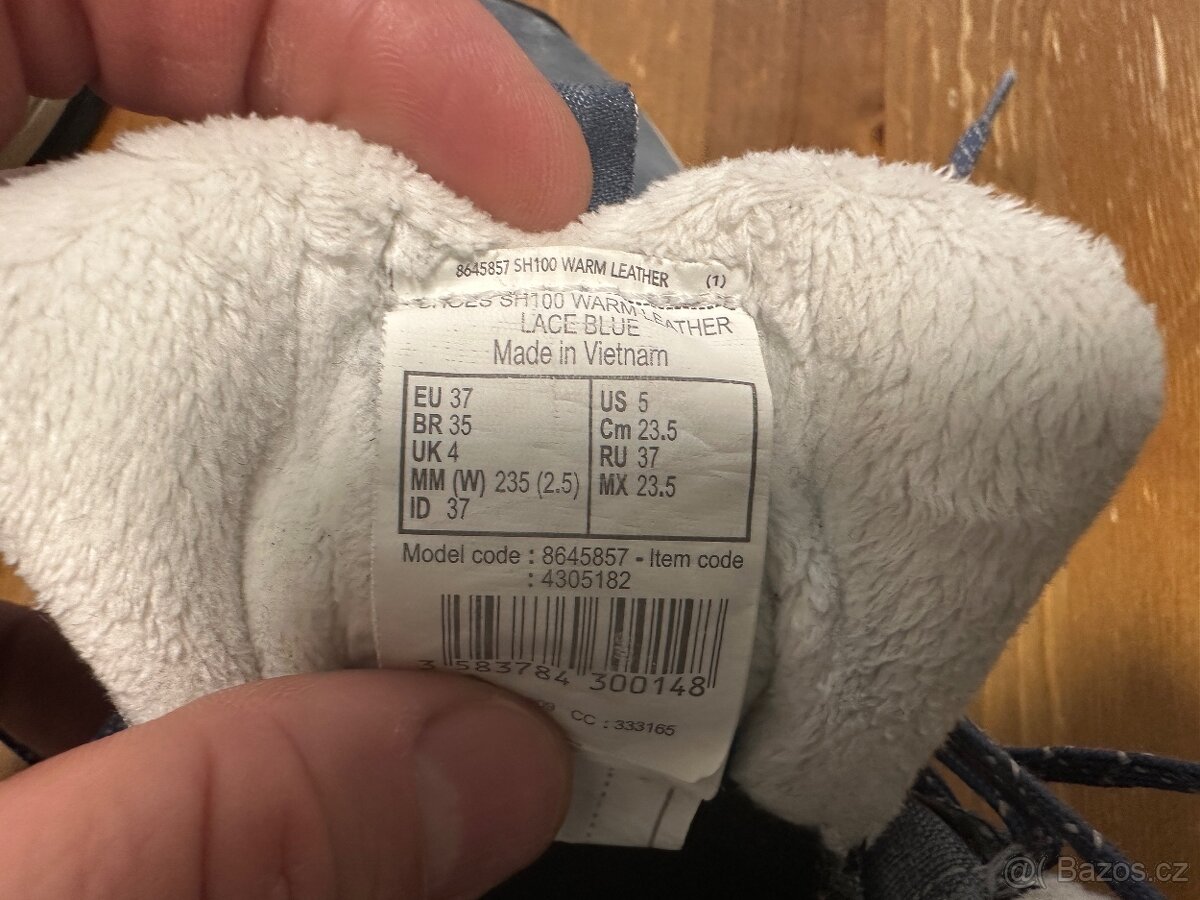 8645857 SH100 WARM LEATHER (1)
SHOES SH100 WARM LEATHER
LACE BLUE
Made in Vietnam
EU 37
BR 35
UK 4
MM (W) 235 (2.5)
ID 37
US 5
Cm 23.5
RU 37
MX 23.5
Model code : 8645857 - Item code
: 4305182
3 583784 300148
09 CC : 333165
Bazos.cz